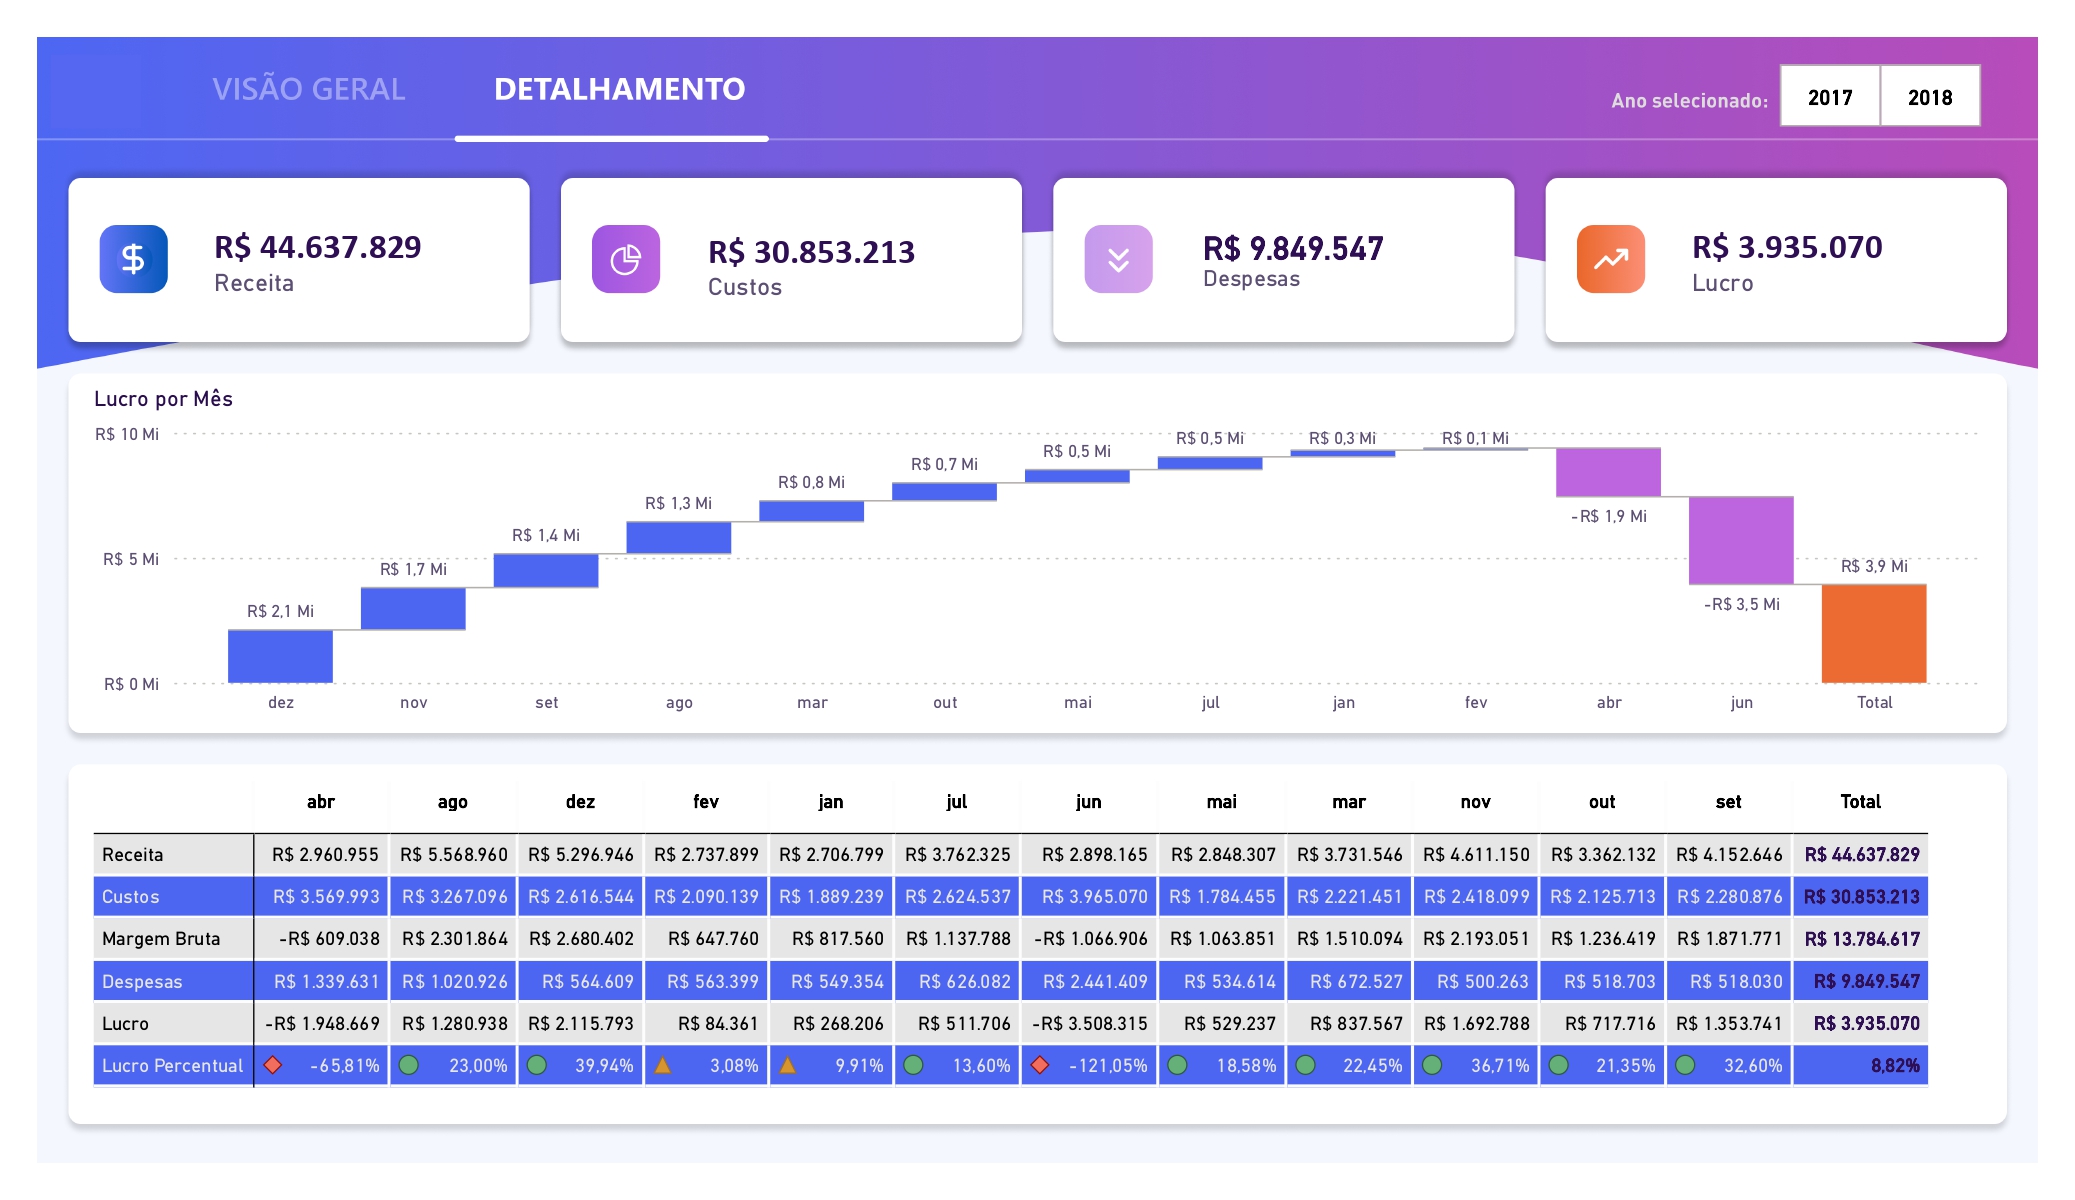 VISÃO GERAL DETALHAMENTO Ano selecionado: 2017 2018
R$ 44.637.829 R$ 30.853.213 R$ 9.849.547 R$ 3.935.070
Receita Custos Despesas Lucro
Lucro por Mês
R$ 10 Mi
R$ 5 Mi
R$ 0 Mi
R$ 2,1 Mi R$ 1,7 Mi R$ 1,4 Mi R$ 1,3 Mi R$ 0,8 Mi R$ 0,7 Mi R$ 0,5 Mi R$ 0,5 Mi R$ 0,3 Mi R$ 0,1 Mi -R$ 1,9 Mi -R$ 3,5 Mi R$ 3,9 Mi
dez nov set ago mar out mai jul jan fev abr jun Total
abr ago dez fev jan jul jun mai mar nov out set Total
Receita R$ 2.960.955 R$ 5.568.960 R$ 5.296.946 R$ 2.737.899 R$ 2.706.799 R$ 3.762.325 R$ 2.898.165 R$ 2.848.307 R$ 3.731.546 R$ 4.611.150 R$ 3.362.132 R$ 4.152.646 R$ 44.637.829
Custos R$ 3.569.993 R$ 3.267.096 R$ 2.616.544 R$ 2.090.139 R$ 1.889.239 R$ 2.624.537 R$ 3.965.070 R$ 1.784.455 R$ 2.221.451 R$ 2.418.099 R$ 2.125.713 R$ 2.280.876 R$ 30.853.213
Margem Bruta -R$ 609.038 R$ 2.301.864 R$ 2.680.402 R$ 647.760 R$ 817.560 R$ 1.137.788 -R$ 1.066.906 R$ 1.063.851 R$ 1.510.094 R$ 2.193.051 R$ 1.236.419 R$ 1.871.771 R$ 13.784.617
Despesas R$ 1.339.631 R$ 1.020.926 R$ 564.609 R$ 563.399 R$ 549.354 R$ 626.082 R$ 2.441.409 R$ 534.614 R$ 672.527 R$ 500.263 R$ 518.703 R$ 518.030 R$ 9.849.547
Lucro -R$ 1.948.669 R$ 1.280.938 R$ 2.115.793 R$ 84.361 R$ 268.206 R$ 511.706 -R$ 3.508.315 R$ 529.237 R$ 837.567 R$ 1.692.788 R$ 717.716 R$ 1.353.741 R$ 3.935.070
Lucro Percentual -65,81% 23,00% 39,94% 3,08% 9,91% 13,60% -121,05% 18,58% 22,45% 36,71% 21,35% 32,60% 8,82%